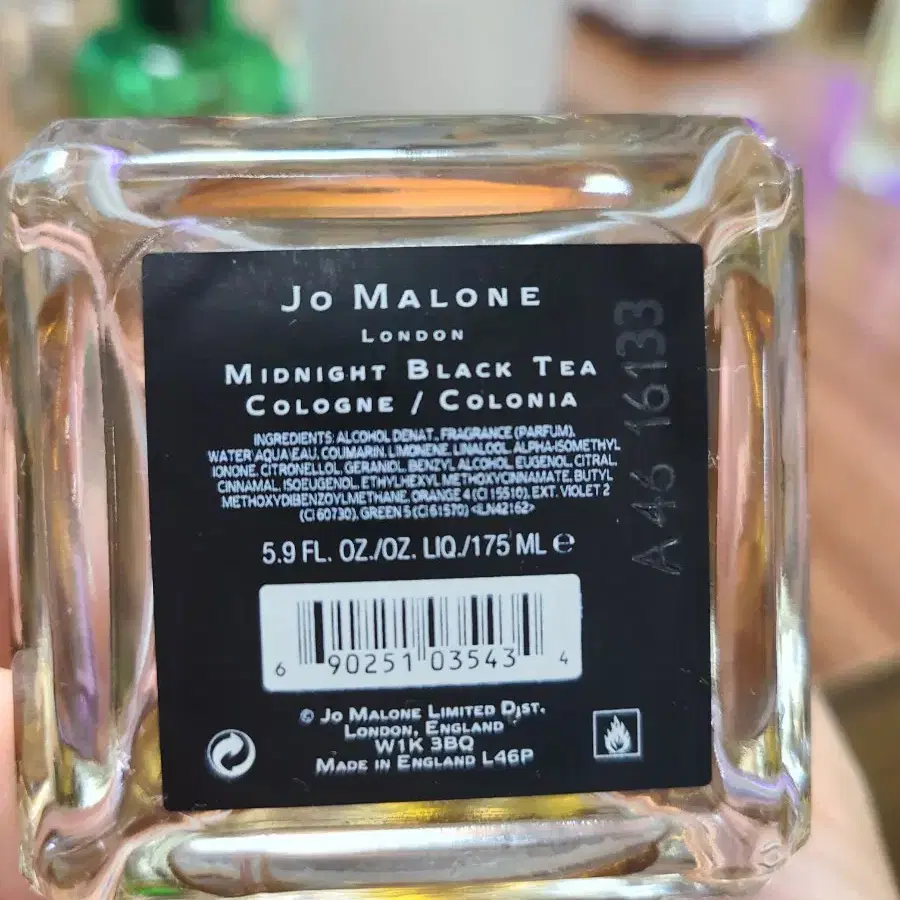 JO MALONE
LONDON
MIDNIGHT BLACK TEA
COLOGNE / COLONIA
INGREDIENTS: ALCOHOL DENAT., FRAGRANCE (PARFUM),
WATER\AQUA\EAU, COUMARIN, LIMONENE, LINALOOL, ALPHA-ISOMETHYL
IONONE, CITRONELLOL, GERANIOL, BENZYL ALCOHOL, EUGENOL, CITRAL,
CINNAMAL, ISOEUGENOL, ETHYLHEXYL METHOXYCINNAMATE, BUTYL
METHOXYDIBENZOYLMETHANE, ORANGE 4 (CI 15510), EXT. VIOLET 2
(CI 60730), GREEN 5 (CI 61570) <ILN42162>
5.9 FL. OZ./OZ. LIQ./175 ML ℮
6 90251 03543 4
© JO MALONE LIMITED DIST.
LONDON, ENGLAND
W1K 3BQ
MADE IN ENGLAND L46P
A46 16133